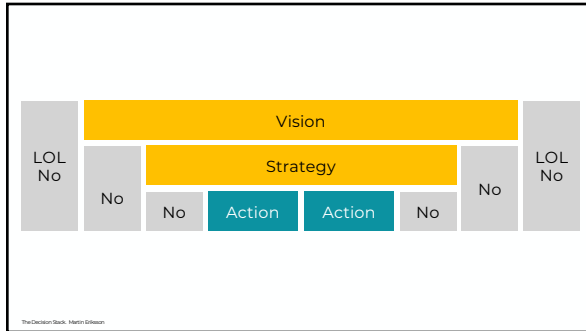 Vision
LOL
No
LOL
No
Strategy
No
No
No
Action
Action
No
The Decision Stack. Martin Eriksson